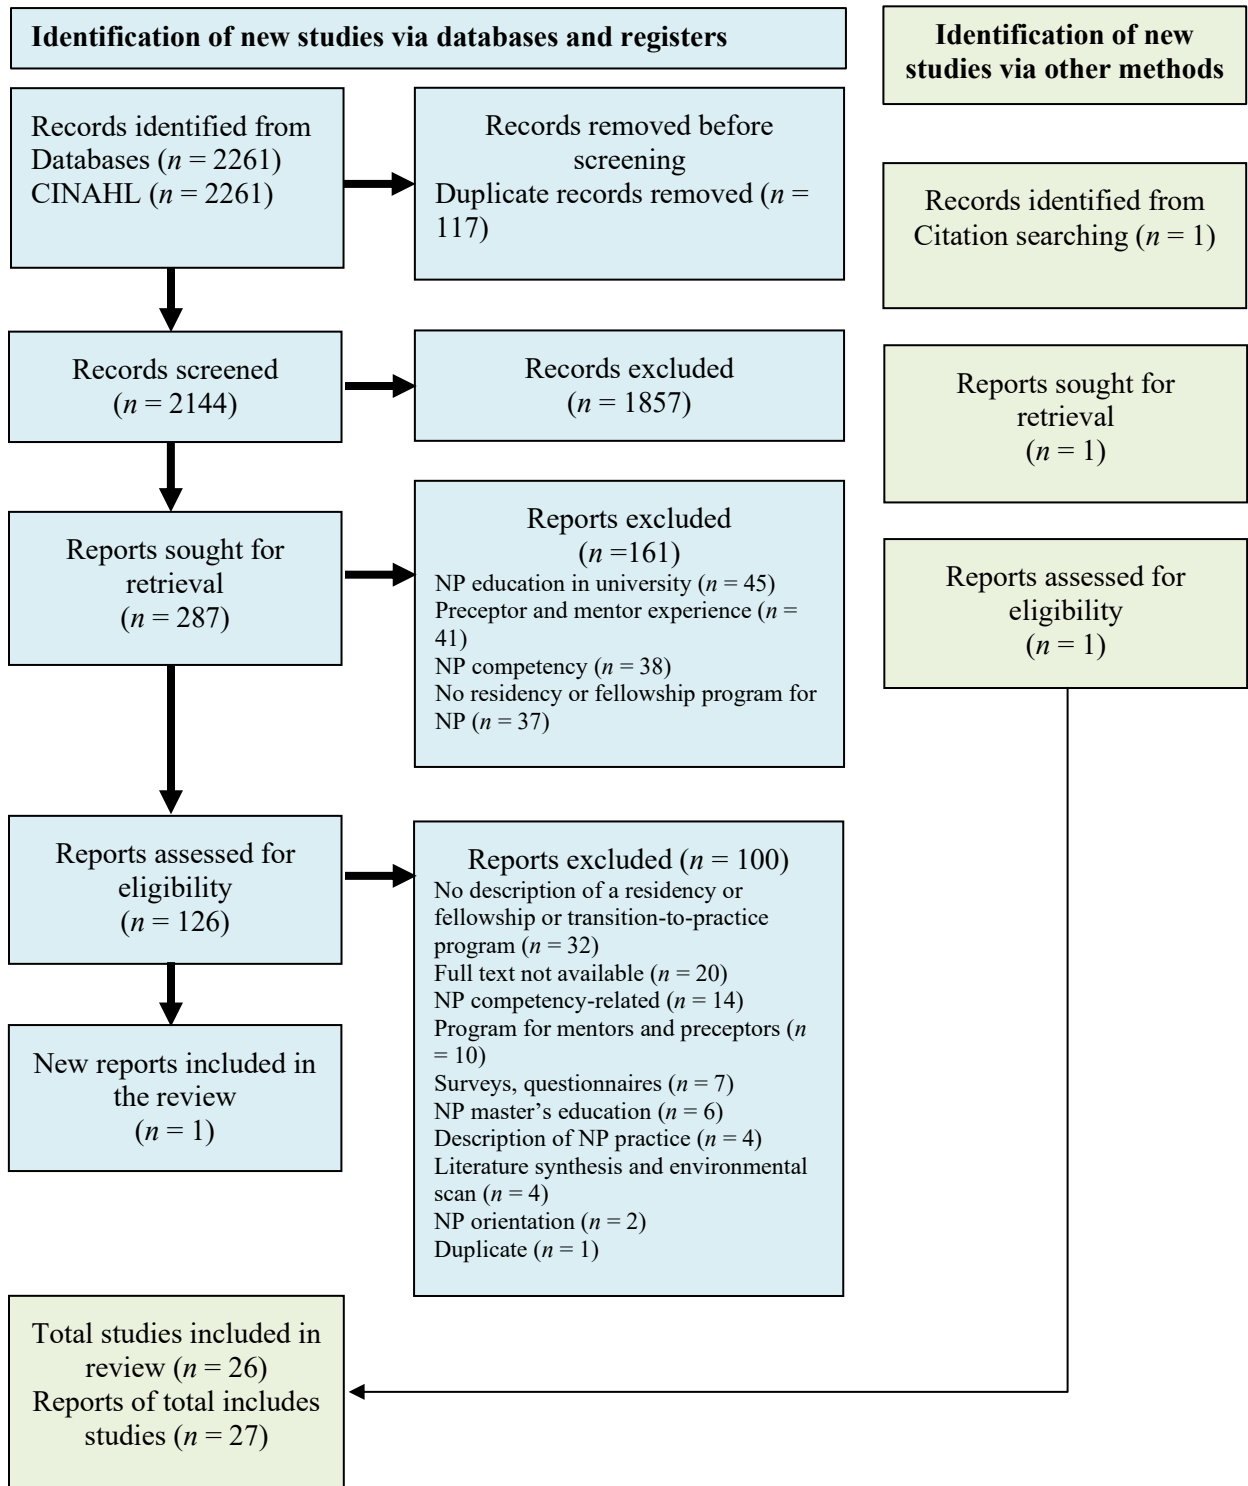 Identification of new studies via databases and registers
Records identified from
Databases (n = 2261)
CINAHL (n = 2261)
Records removed before
screening
Duplicate records removed (n =
117)
Records screened
(n = 2144)
Records excluded
(n = 1857)
Reports sought for
retrieval
(n = 287)
Reports excluded
(n =161)
NP education in university (n = 45)
Preceptor and mentor experience (n =
41)
NP competency (n = 38)
No residency or fellowship program for
NP (n = 37)
Reports assessed for
eligibility
(n = 126)
Reports excluded (n = 100)
No description of a residency or
fellowship or transition-to-practice
program (n = 32)
Full text not available (n = 20)
NP competency-related (n = 14)
Program for mentors and preceptors (n
= 10)
Surveys, questionnaires (n = 7)
NP master’s education (n = 6)
Description of NP practice (n = 4)
Literature synthesis and environmental
scan (n = 4)
NP orientation (n = 2)
Duplicate (n = 1)
New reports included in
the review
(n = 1)
Total studies included in
review (n = 26)
Reports of total includes
studies (n = 27)
Identification of new
studies via other methods
Records identified from
Citation searching (n = 1)
Reports sought for
retrieval
(n = 1)
Reports assessed for
eligibility
(n = 1)